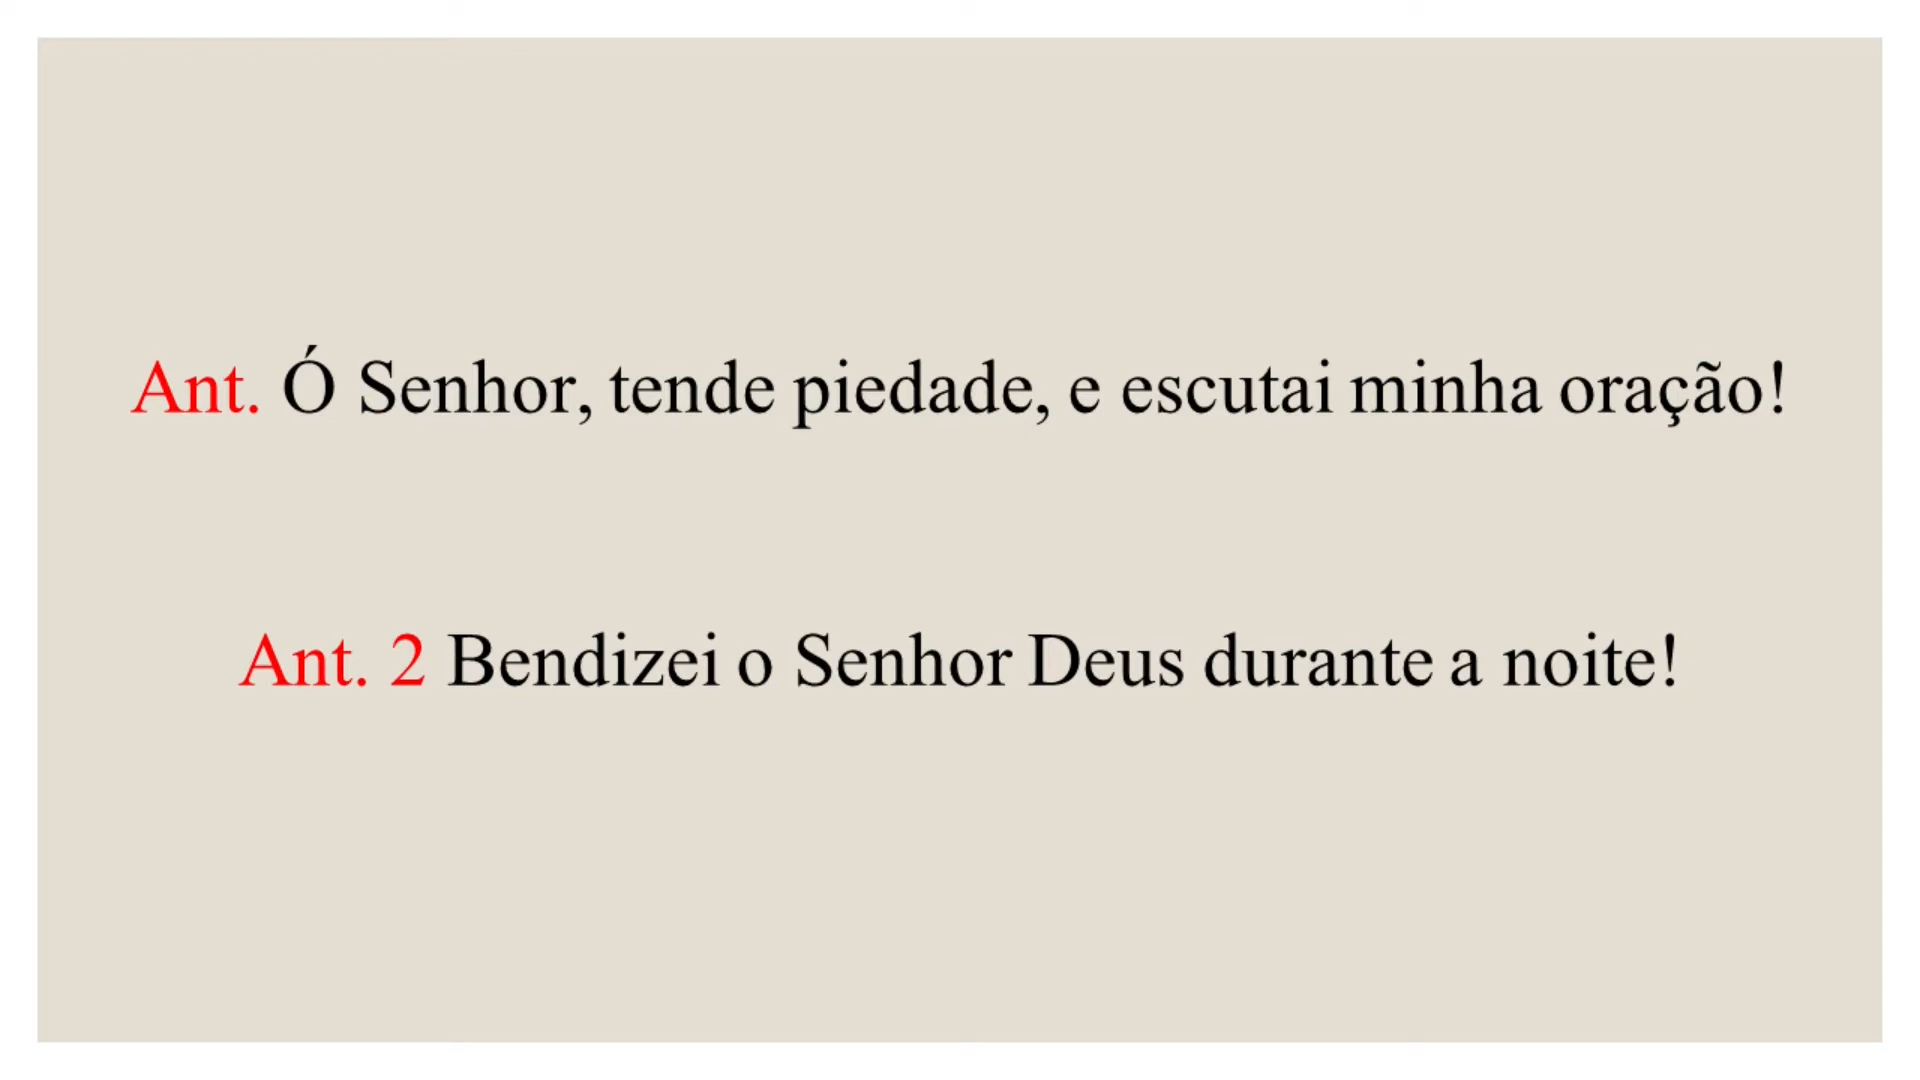 Ant. Ó Senhor, tende piedade, e escutai minha oração!
Ant. 2 Bendizei o Senhor Deus durante a noite!